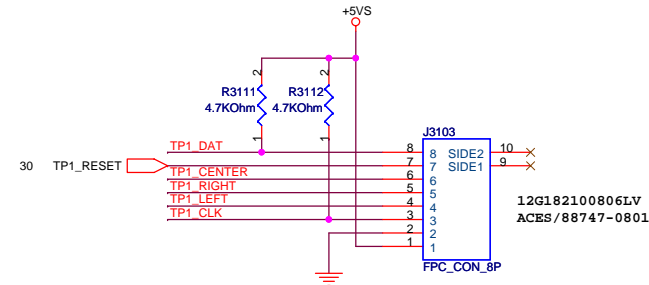 +5VS
2
2
R3111
R3112
4.7KOhm
4.7KOhm
1
1
J3103
TP1_DAT
8
8
SIDE2
10
30
TP1_RESET
7
7
SIDE1
9
TP1_CENTER
6
6
TP1_RIGHT
5
5
TP1_LEFT
4
4
12G182100806LV
TP1_CLK
3
3
ACES/88747-0801
2
2
1
1
FPC_CON_8P